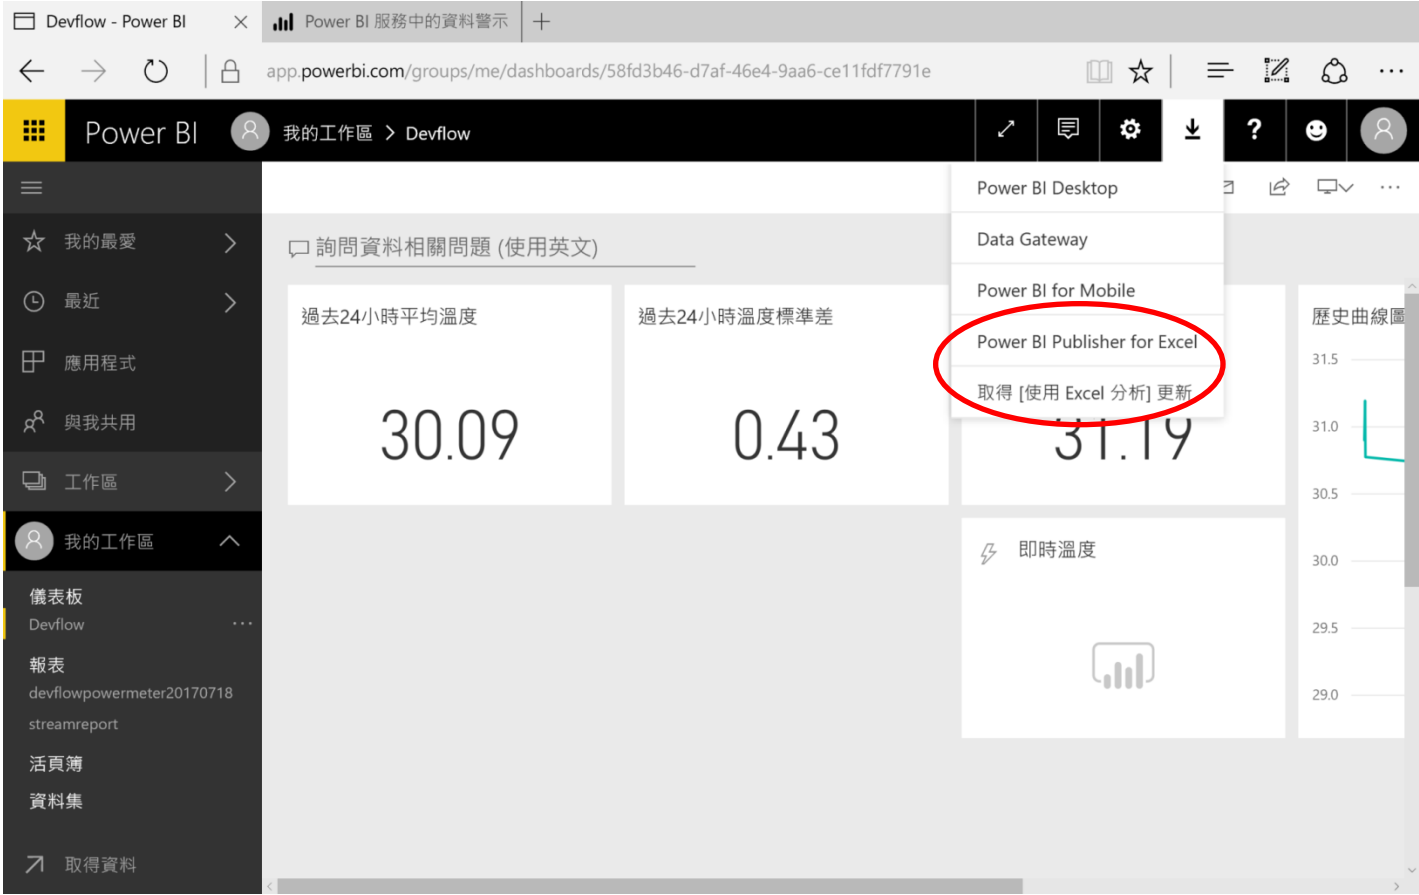 Devflow - Power BI
Power BI 服務中的資料警示
app.powerbi.com/groups/me/dashboards/58fd3b46-d7af-46e4-9aa6-ce11fdf7791e
Power BI
我的工作區 > Devflow
?
Power BI Desktop
Data Gateway
Power BI for Mobile
Power BI Publisher for Excel
取得 [使用 Excel 分析] 更新
我的最愛
最近
應用程式
與我共用
工作區
我的工作區
儀表板
Devflow
報表
devflowpowermeter20170718
streamreport
活頁簿
資料集
取得資料
詢問資料相關問題 (使用英文)
過去24小時平均溫度
30.09
過去24小時溫度標準差
0.43
31.19
即時溫度
歷史曲線圖
31.5
31.0
30.5
30.0
29.5
29.0